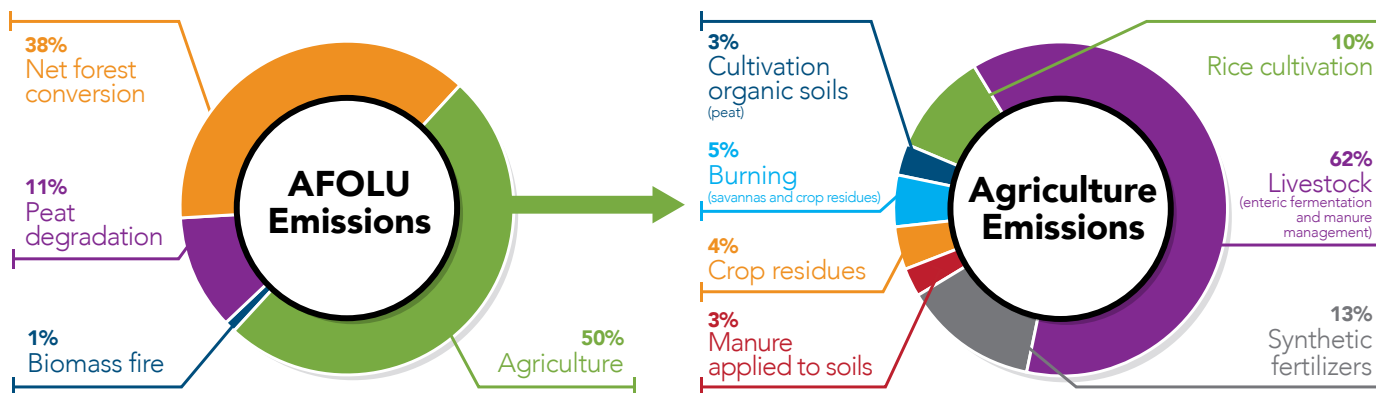 38%
Net forest
conversion
11%
Peat
degradation
1%
Biomass fire
AFOLU
Emissions
50%
Agriculture
3%
Cultivation
organic soils
(peat)
5%
Burning
(savannas and crop residues)
4%
Crop residues
3%
Manure
applied to soils
Agriculture
Emissions
10%
Rice cultivation
62%
Livestock
(enteric fermentation
and manure
management)
13%
Synthetic
fertilizers